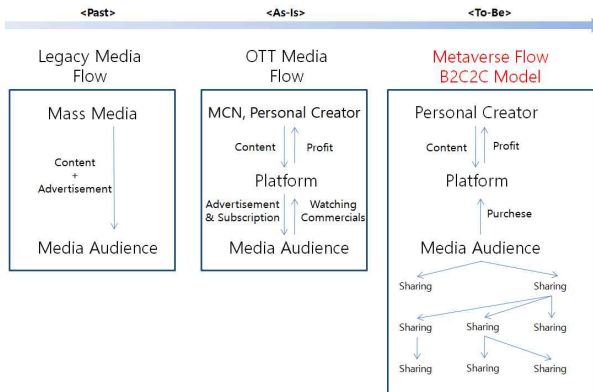 <Past>
<As-Is>
<To-Be>
Legacy Media
Flow
Mass Media
Content
+
Advertisement
Media Audience
OTT Media
Flow
MCN, Personal Creator
Content
Profit
Platform
Advertisement
& Subscription
Watching
Commercials
Media Audience
Metaverse Flow
B2C2C Model
Personal Creator
Content
Profit
Platform
Purchese
Media Audience
Sharing
Sharing
Sharing
Sharing
Sharing
Sharing
Sharing
Sharing